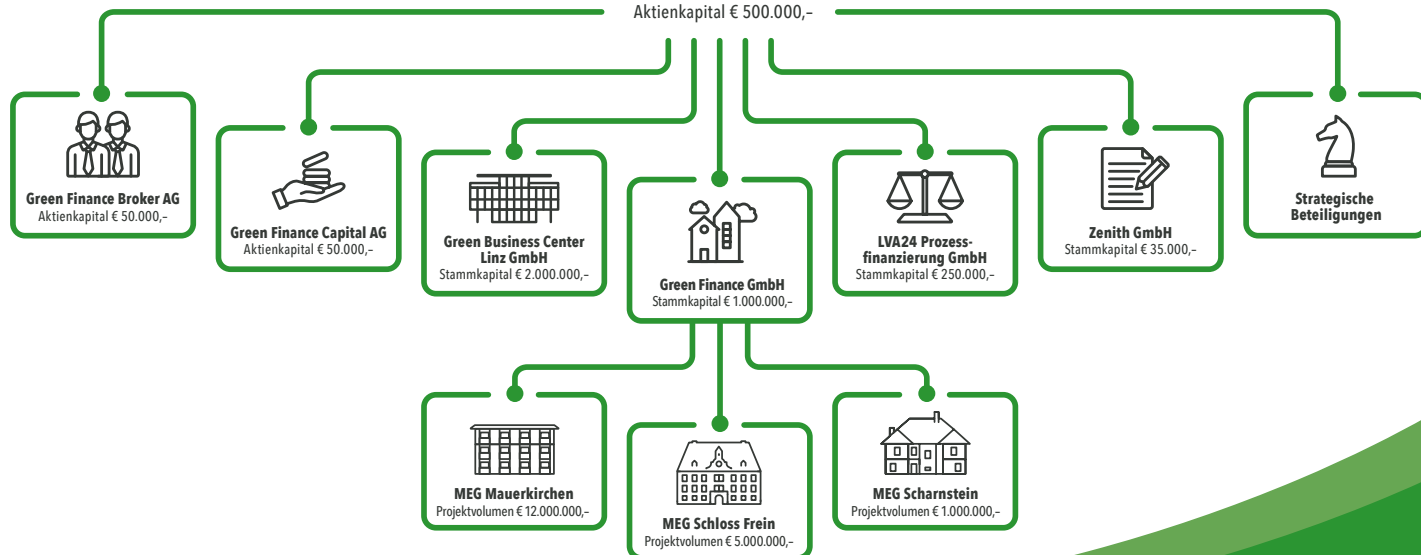 Aktienkapital € 500.000,–
Green Finance Broker AG
Aktienkapital € 50.000,–
Green Finance Capital AG
Aktienkapital € 50.000,–
Green Business Center
Linz GmbH
Stammkapital € 2.000.000,–
Green Finance GmbH
Stammkapital € 1.000.000,–
LVA24 Prozess-
finanzierung GmbH
Stammkapital € 250.000,–
Zenith GmbH
Stammkapital € 35.000,–
Strategische
Beteiligungen
MEG Mauerkirchen
Projektvolumen € 12.000.000,–
MEG Schloss Frein
Projektvolumen € 5.000.000,–
MEG Scharnstein
Projektvolumen € 1.000.000,–